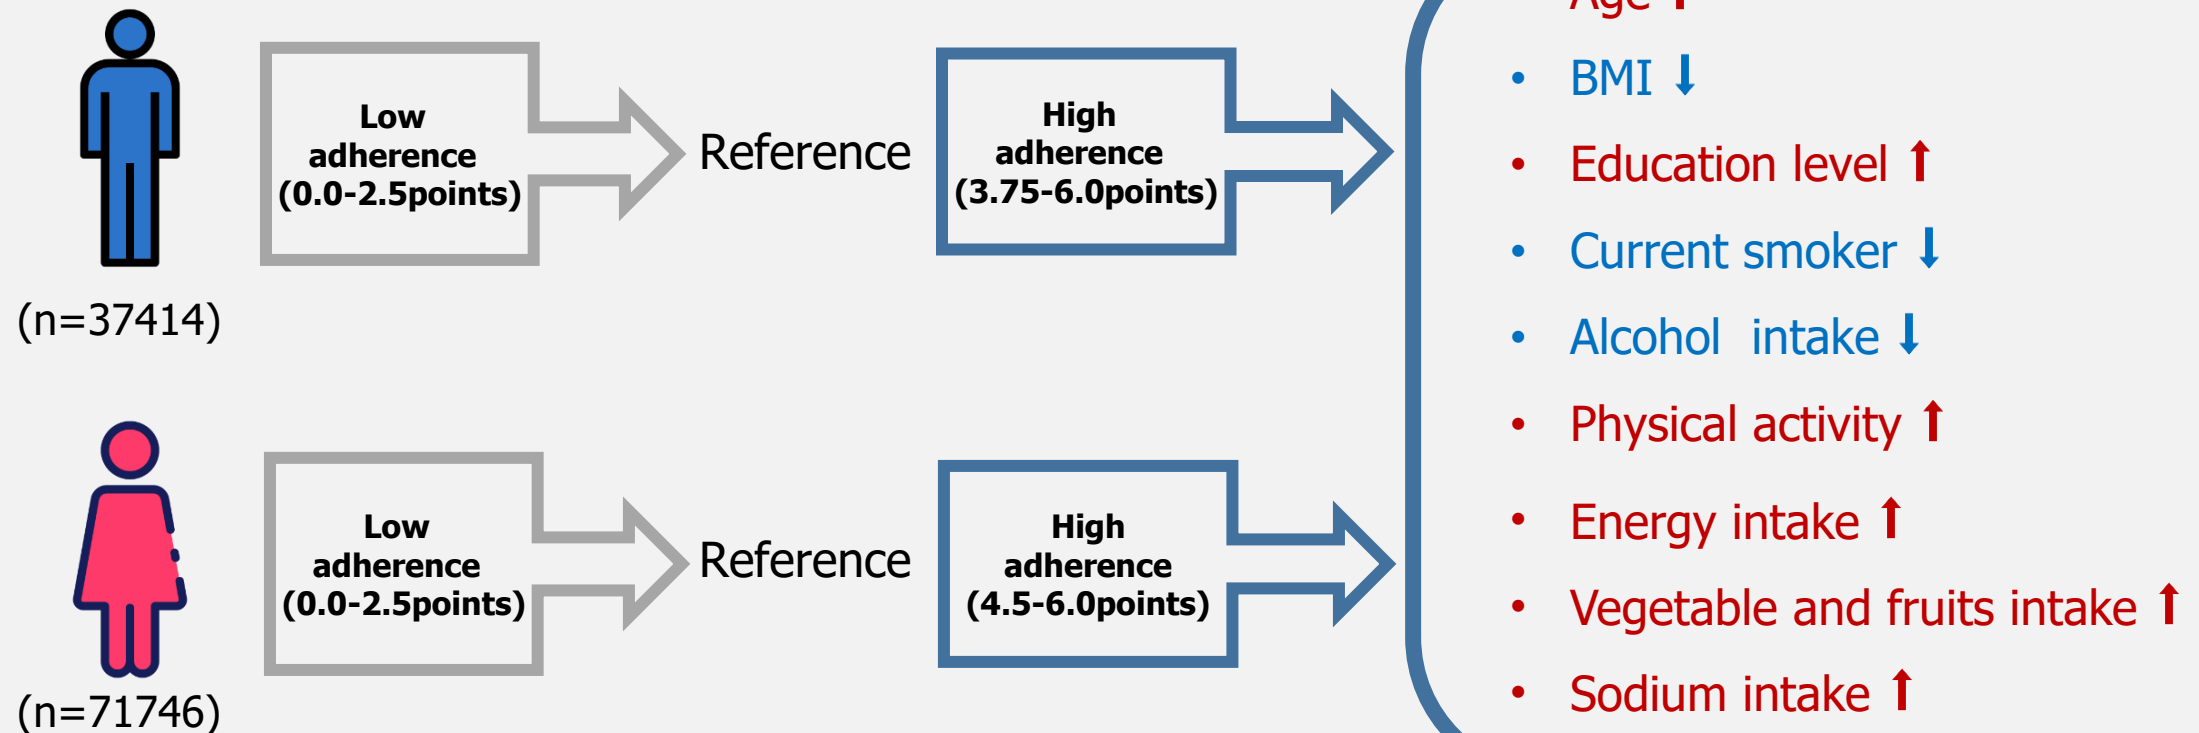 Low
adherence
(0.0-2.5points)
Reference
High
adherence
(3.75-6.0points)
(n=37414)
Low
adherence
(0.0-2.5points)
Reference
High
adherence
(4.5-6.0points)
(n=71746)
Age ⬆
• BMI ⬇
• Education level ⬆
• Current smoker ⬇
• Alcohol intake ⬇
• Physical activity ⬆
• Energy intake ⬆
• Vegetable and fruits intake ⬆
• Sodium intake ⬆